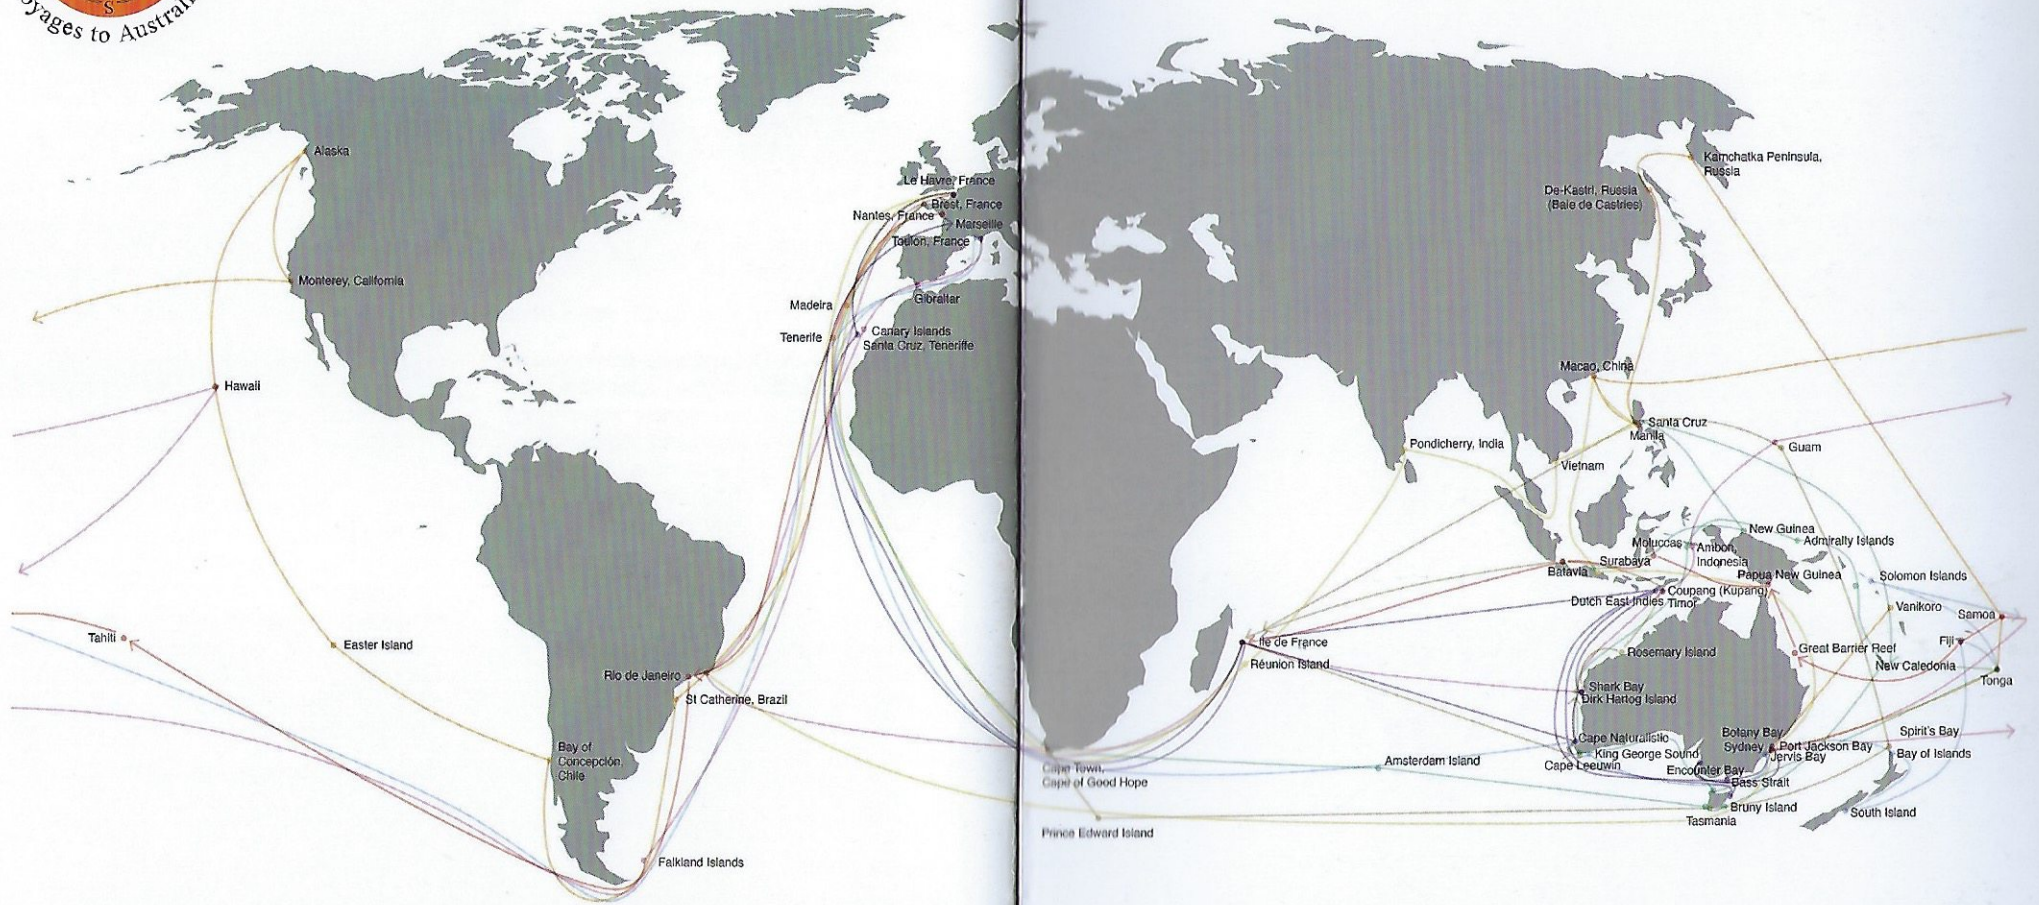 S
yages to Austral
Alaska
Monterey, California
Hawaii
Tahiti
Easter Island
Bay of
Concepción,
Chile
Rio de Janeiro
St Catherine, Brazil
Falkland Islands
Le Havre, France
Brest, France
Nantes, France
Marseille
Toulon, France
Gibraltar
Madeira
Tenerife
Canary Islands
Santa Cruz, Teneriffe
Cape Town,
Cape of Good Hope
Prince Edward Island
Kamchatka Peninsula,
Russia
De-Kastri, Russia
(Baie de Castries)
Macao, China
Santa Cruz
Manila
Guam
Pondicherry, India
Vietnam
New Guinea
Admiralty Islands
Moluccas
Ambon,
Indonesia
Surabaya
Batavia
Papua New Guinea
Solomon Islands
Coupang (Kupang)
Timor
Dutch East Indies
Vanikoro
Samoa
Fiji
Ile de France
Réunion Island
Rosemary Island
Great Barrier Reef
New Caledonia
Tonga
Shark Bay
Dirk Hartog Island
Cape Naturalistio
King George Sound
Cape Leeuwin
Botany Bay
Sydney
Port Jackson Bay
Jervis Bay
Spirit's Bay
Bay of Islands
Encounter Bay
Bass Strait
Amsterdam Island
Bruny Island
Tasmania
South Island